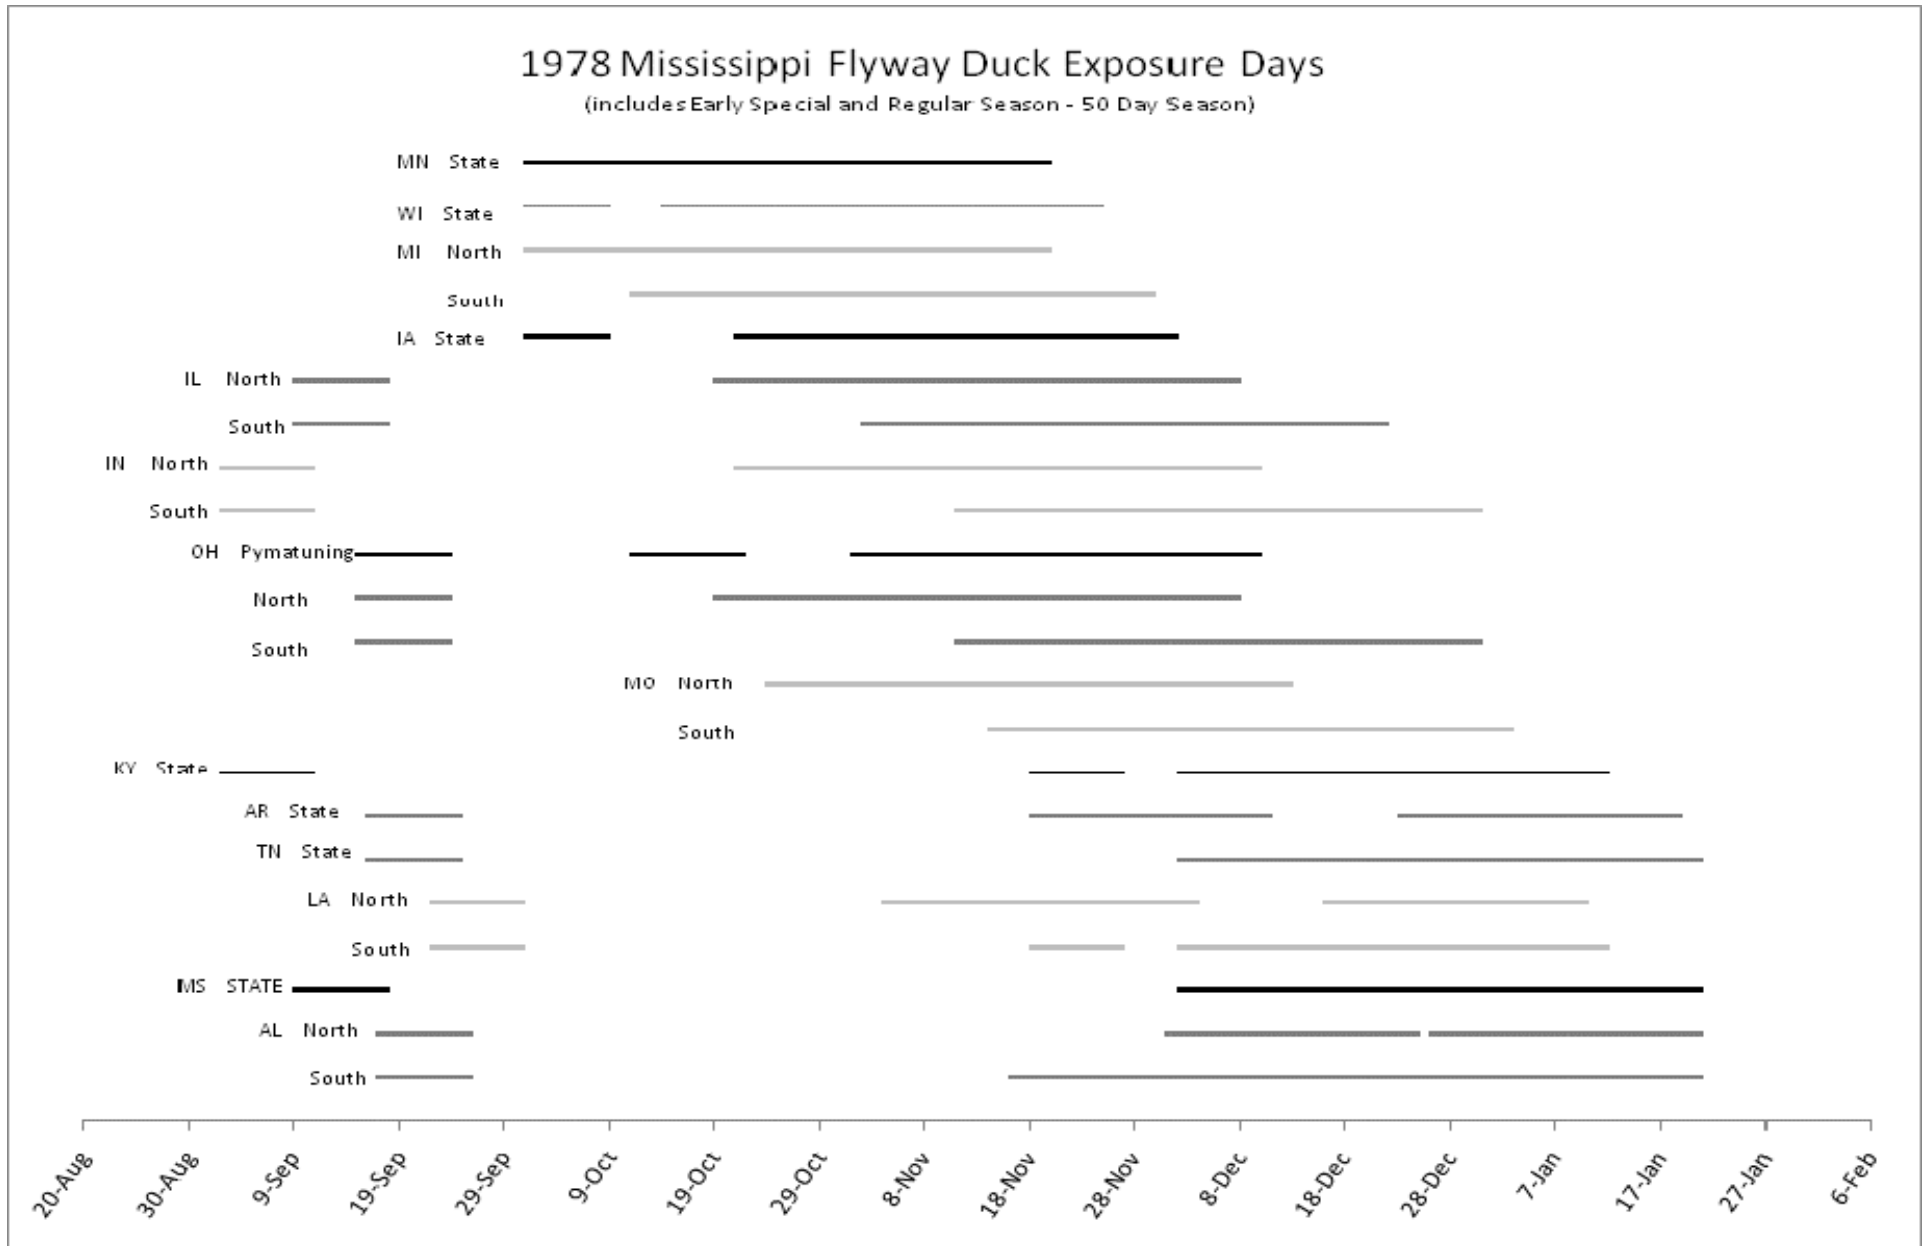 1978 Mississippi Flyway Duck Exposure Days
(includes Early Special and Regular Season - 50 Day Season)
MN State
WI State
MI North
South
IA State
IL North
South
IN North
South
OH Pymatuning
North
South
MO North
South
KY State
AR State
TN State
LA North
South
MS STATE
AL North
South
20-Aug
30-Aug
9-Sep
19-Sep
29-Sep
9-Oct
19-Oct
29-Oct
8-Nov
18-Nov
28-Nov
8-Dec
18-Dec
28-Dec
7-Jan
17-Jan
27-Jan
6-Feb